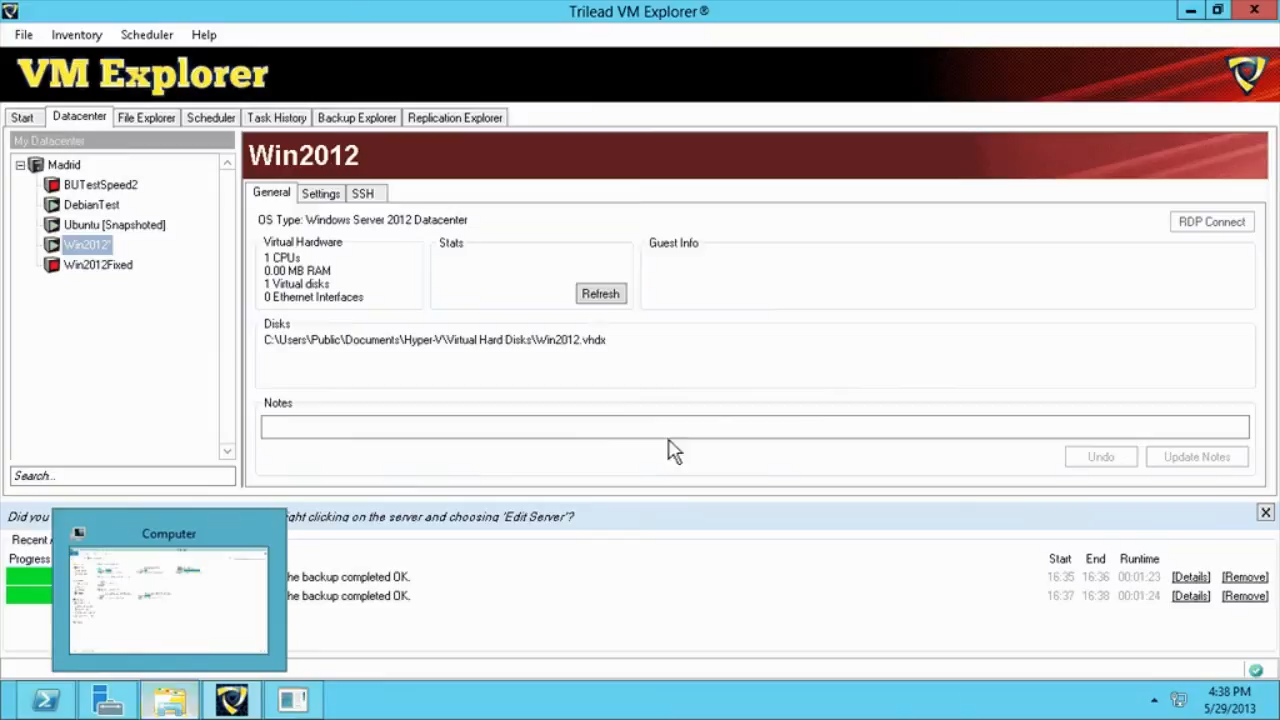 Trilead VM Explorer®
File Inventory Scheduler Help
VM Explorer
Start Datacenter File Explorer Scheduler Task History Backup Explorer Replication Explorer
My Datacenter
Madrid
BUTestSpeed2
DebianTest
Ubuntu [Snapshoted]
Win2012*
Win2012Fixed
Search...
Win2012
General Settings SSH
OS Type: Windows Server 2012 Datacenter
RDP Connect
Virtual Hardware
1 CPUs
0.00 MB RAM
1 Virtual disks
0 Ethernet Interfaces
Stats
Refresh
Guest Info
Disks
C:\Users\Public\Documents\Hyper-V\Virtual Hard Disks\Win2012.vhdx
Notes
Undo Update Notes
Did you ght clicking on the server and choosing 'Edit Server'?
Recent
Progress Start End Runtime
he backup completed OK. 16:35 16:36 00:01:23 [Details] [Remove]
he backup completed OK. 16:37 16:38 00:01:24 [Details] [Remove]
Computer
4:38 PM
5/29/2013